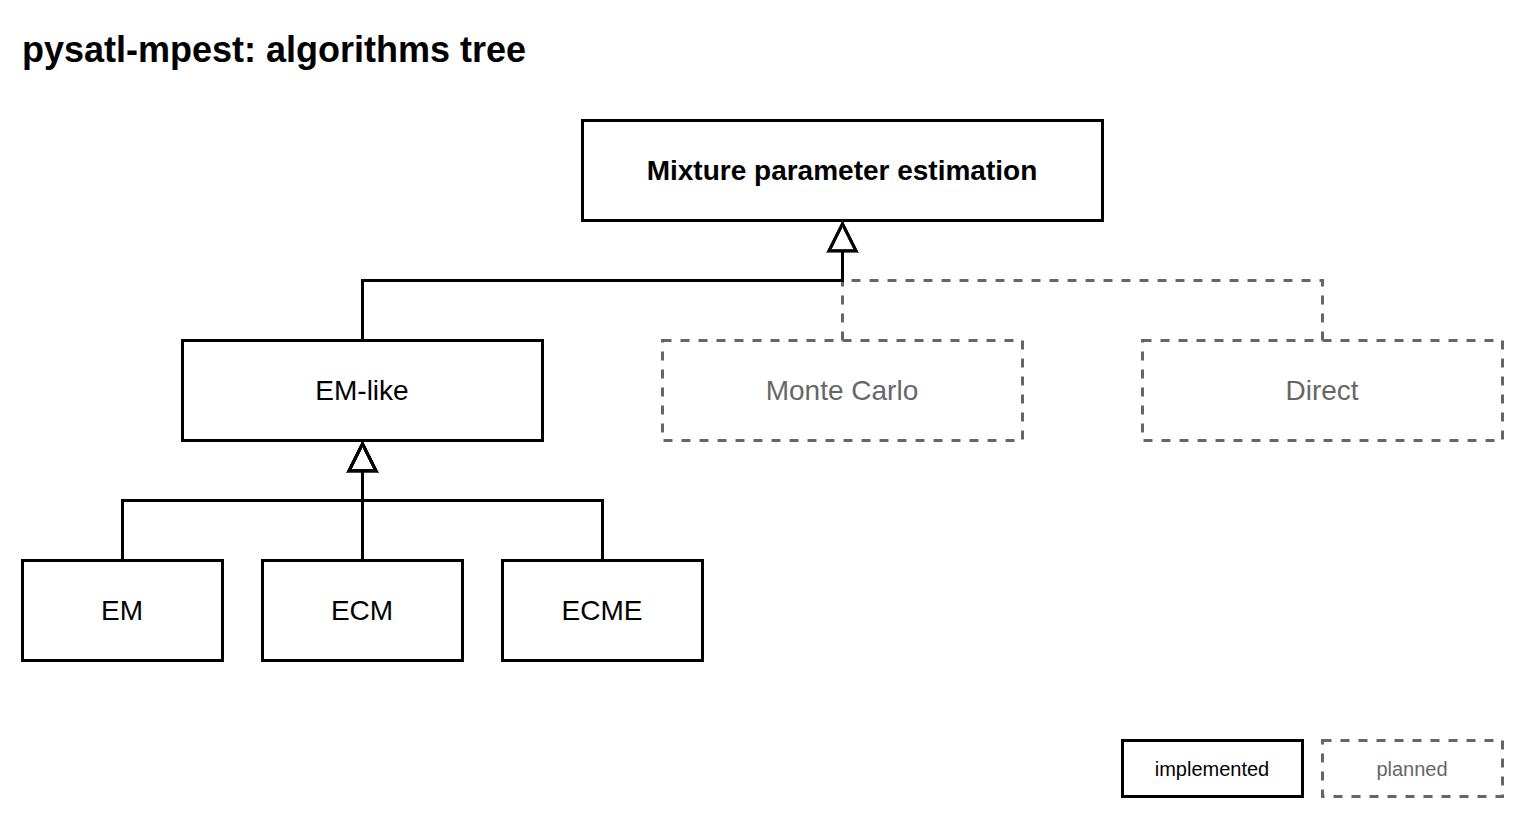 pysatl-mpest: algorithms tree
Mixture parameter estimation
EM-like
Monte Carlo
Direct
EM
ECM
ECME
implemented
planned